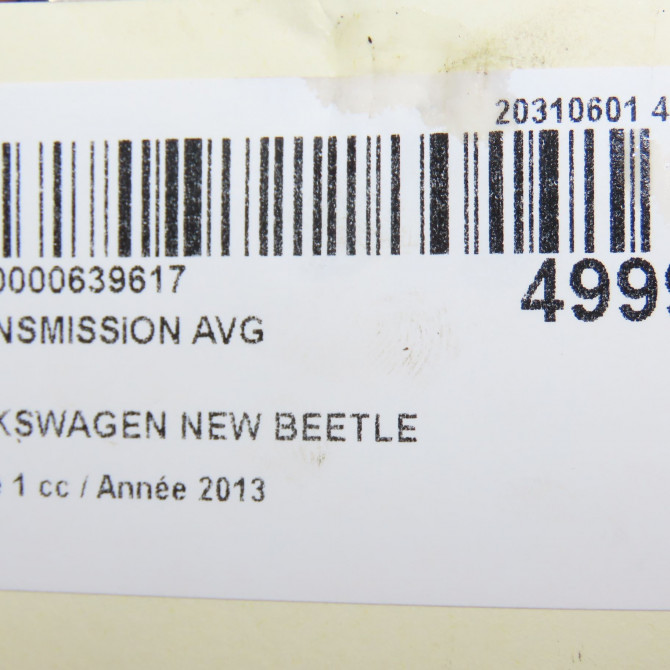 20310601 4
0000639617
4999
NSMISSiON AVG
KSWAGEN NEW BEETLE
1 cc / Année 2013